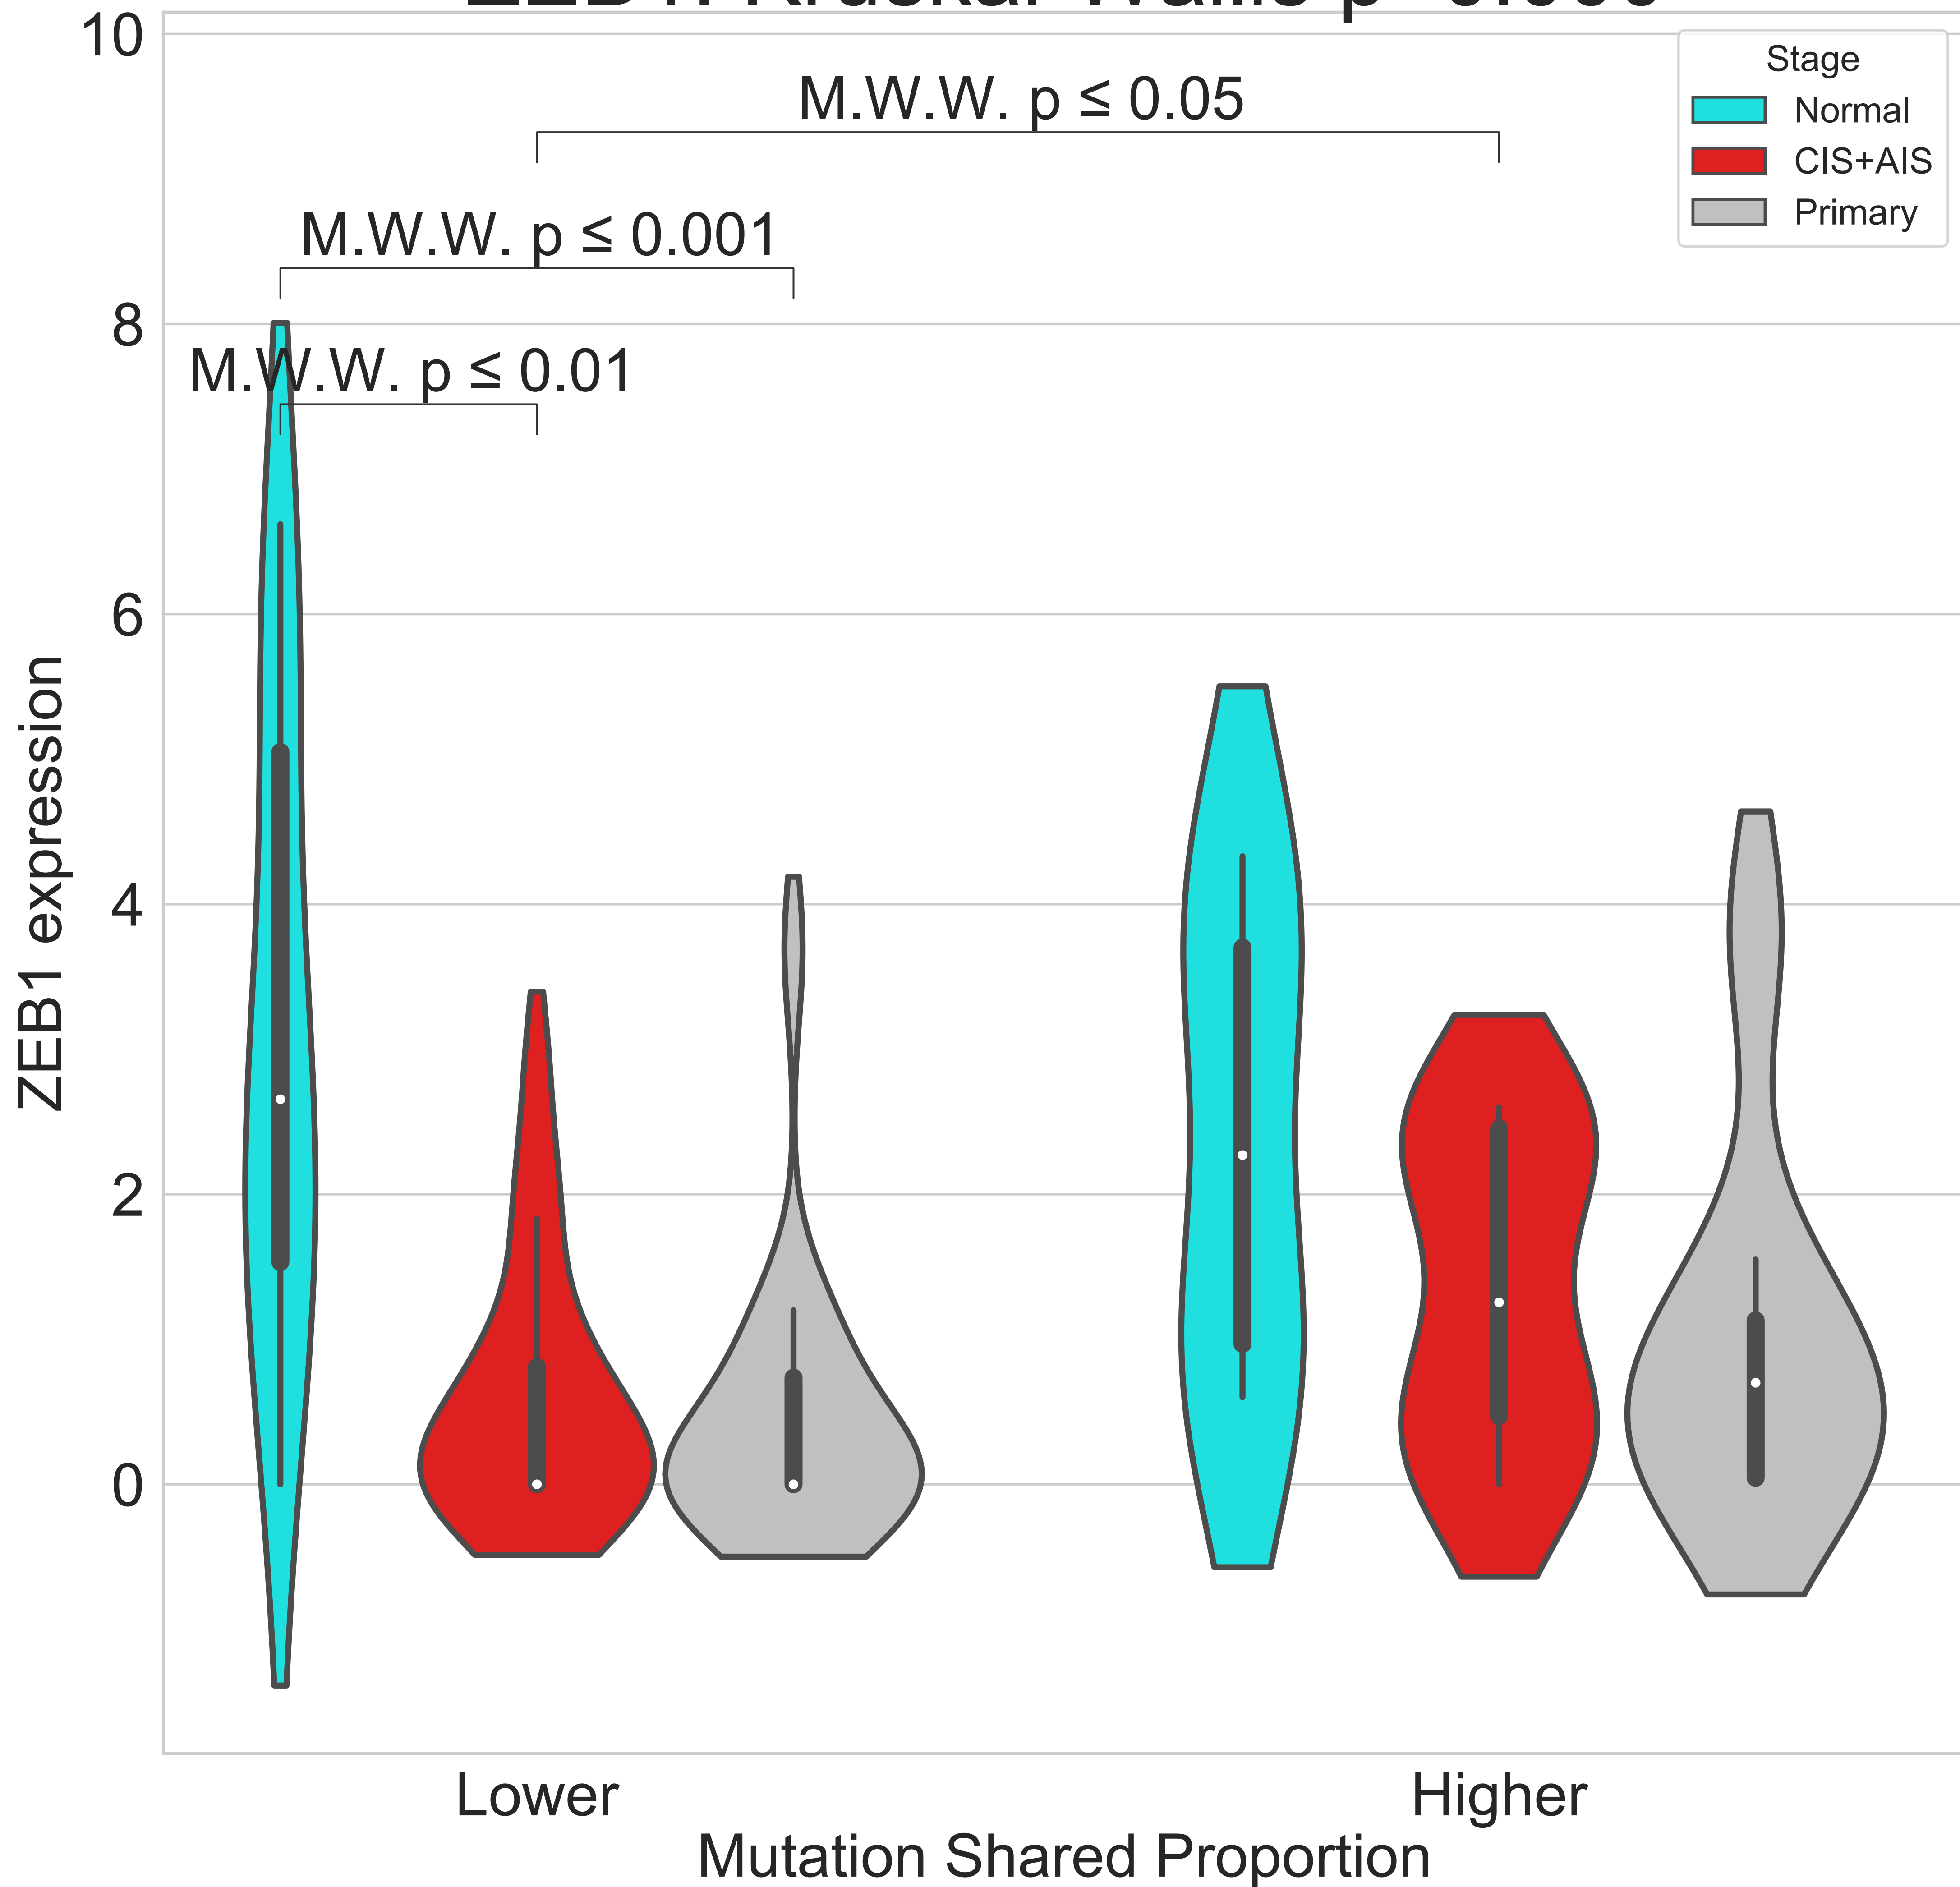 10
Stage
Normal
CIS+AIS
Primary
M.W.W. p ≤ 0.05
M.W.W. p ≤ 0.001
8
M.W.W. p ≤ 0.01
6
ZEB1 expression
4
2
0
Lower
Higher
Mutation Shared Proportion